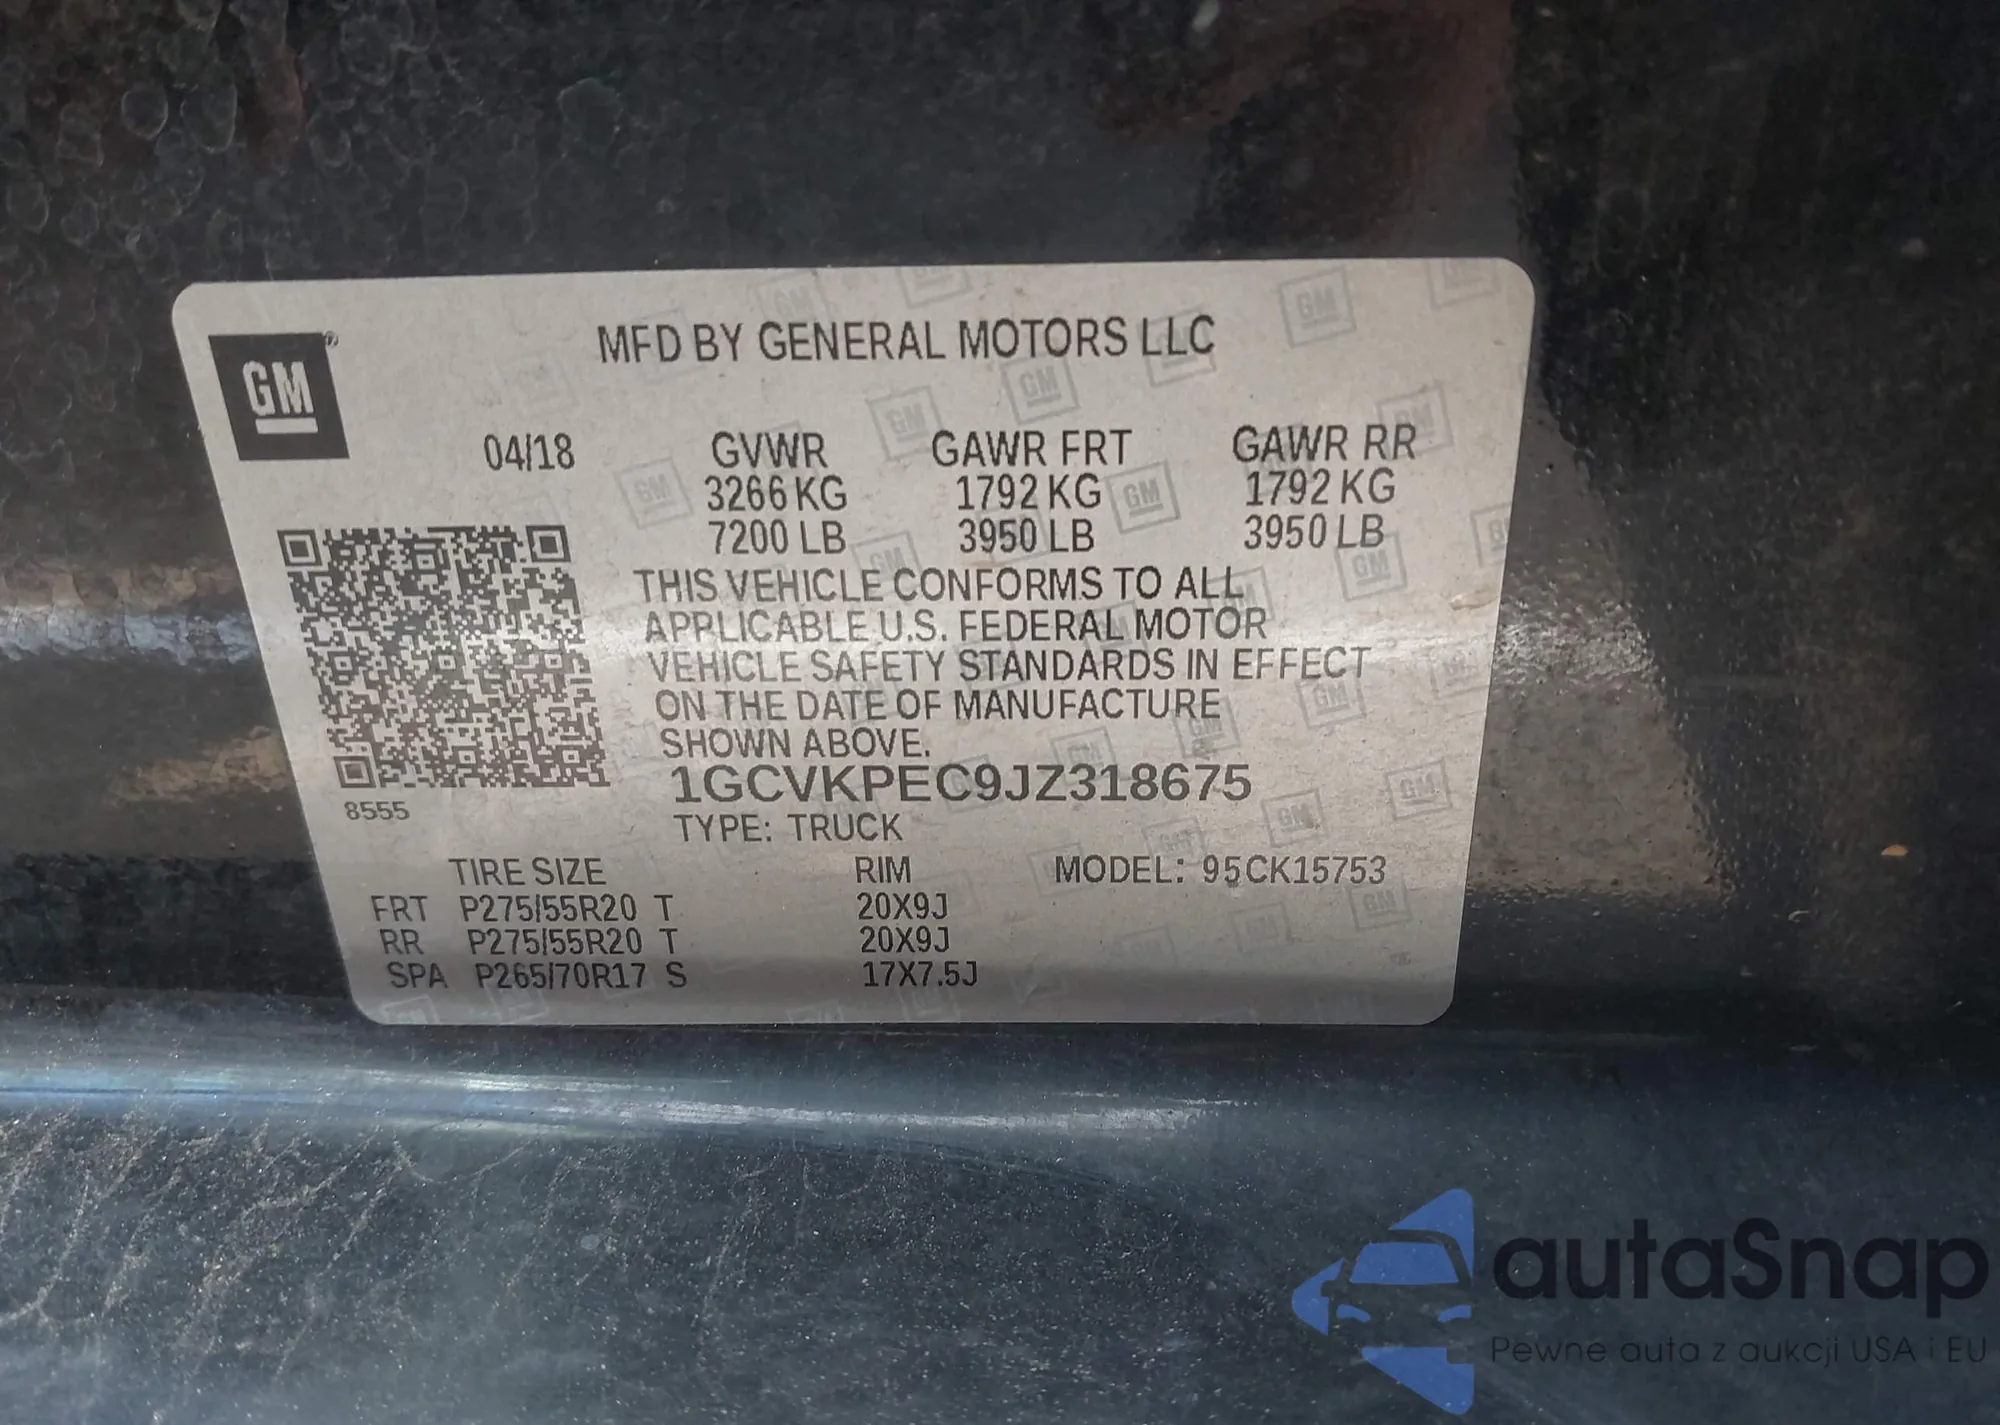 GM®
MFD BY GENERAL MOTORS LLC
04/18 GVWR GAWR FRT GAWR RR
3266 KG 1792 KG 1792 KG
7200 LB 3950 LB 3950 LB
THIS VEHICLE CONFORMS TO ALL
APPLICABLE U.S. FEDERAL MOTOR
VEHICLE SAFETY STANDARDS IN EFFECT
ON THE DATE OF MANUFACTURE
SHOWN ABOVE.
1GCVKPEC9JZ318675
8555
TYPE: TRUCK
TIRE SIZE RIM MODEL: 95CK15753
FRT P275/55R20 T 20X9J
RR P275/55R20 T 20X9J
SPA P265/70R17 S 17X7.5J
autaSnap
Pewne auta z aukcji USA i EU